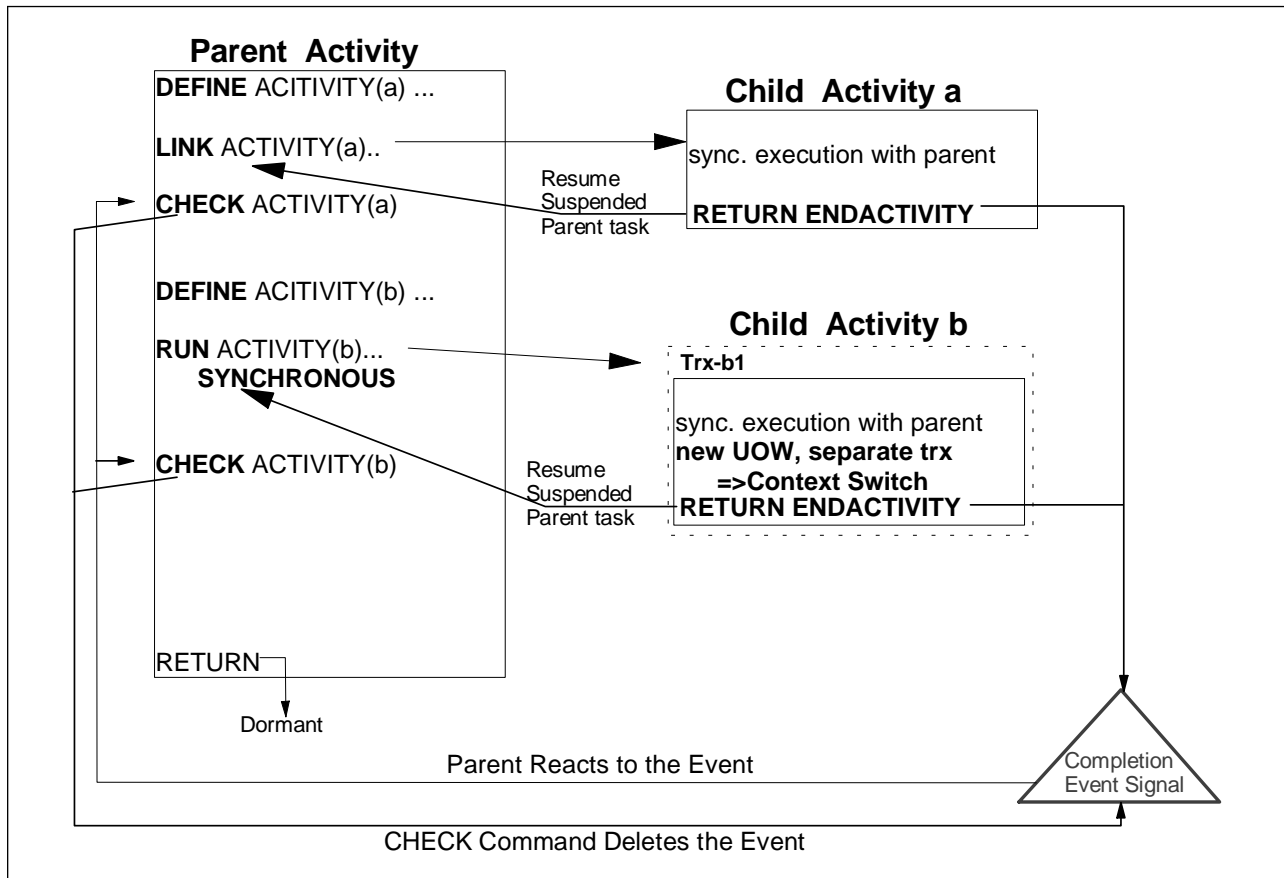 Parent Activity
DEFINE ACITIVITY(a) ...
LINK ACTIVITY(a)..
CHECK ACTIVITY(a)
DEFINE ACITIVITY(b) ...
RUN ACTIVITY(b)...
SYNCHRONOUS
CHECK ACTIVITY(b)
RETURN
Dormant
Child Activity a
sync. execution with parent
RETURN ENDACTIVITY
Resume
Suspended
Parent task
Child Activity b
Trx-b1
sync. execution with parent
new UOW, separate trx
=>Context Switch
RETURN ENDACTIVITY
Resume
Suspended
Parent task
Completion
Event Signal
Parent Reacts to the Event
CHECK Command Deletes the Event